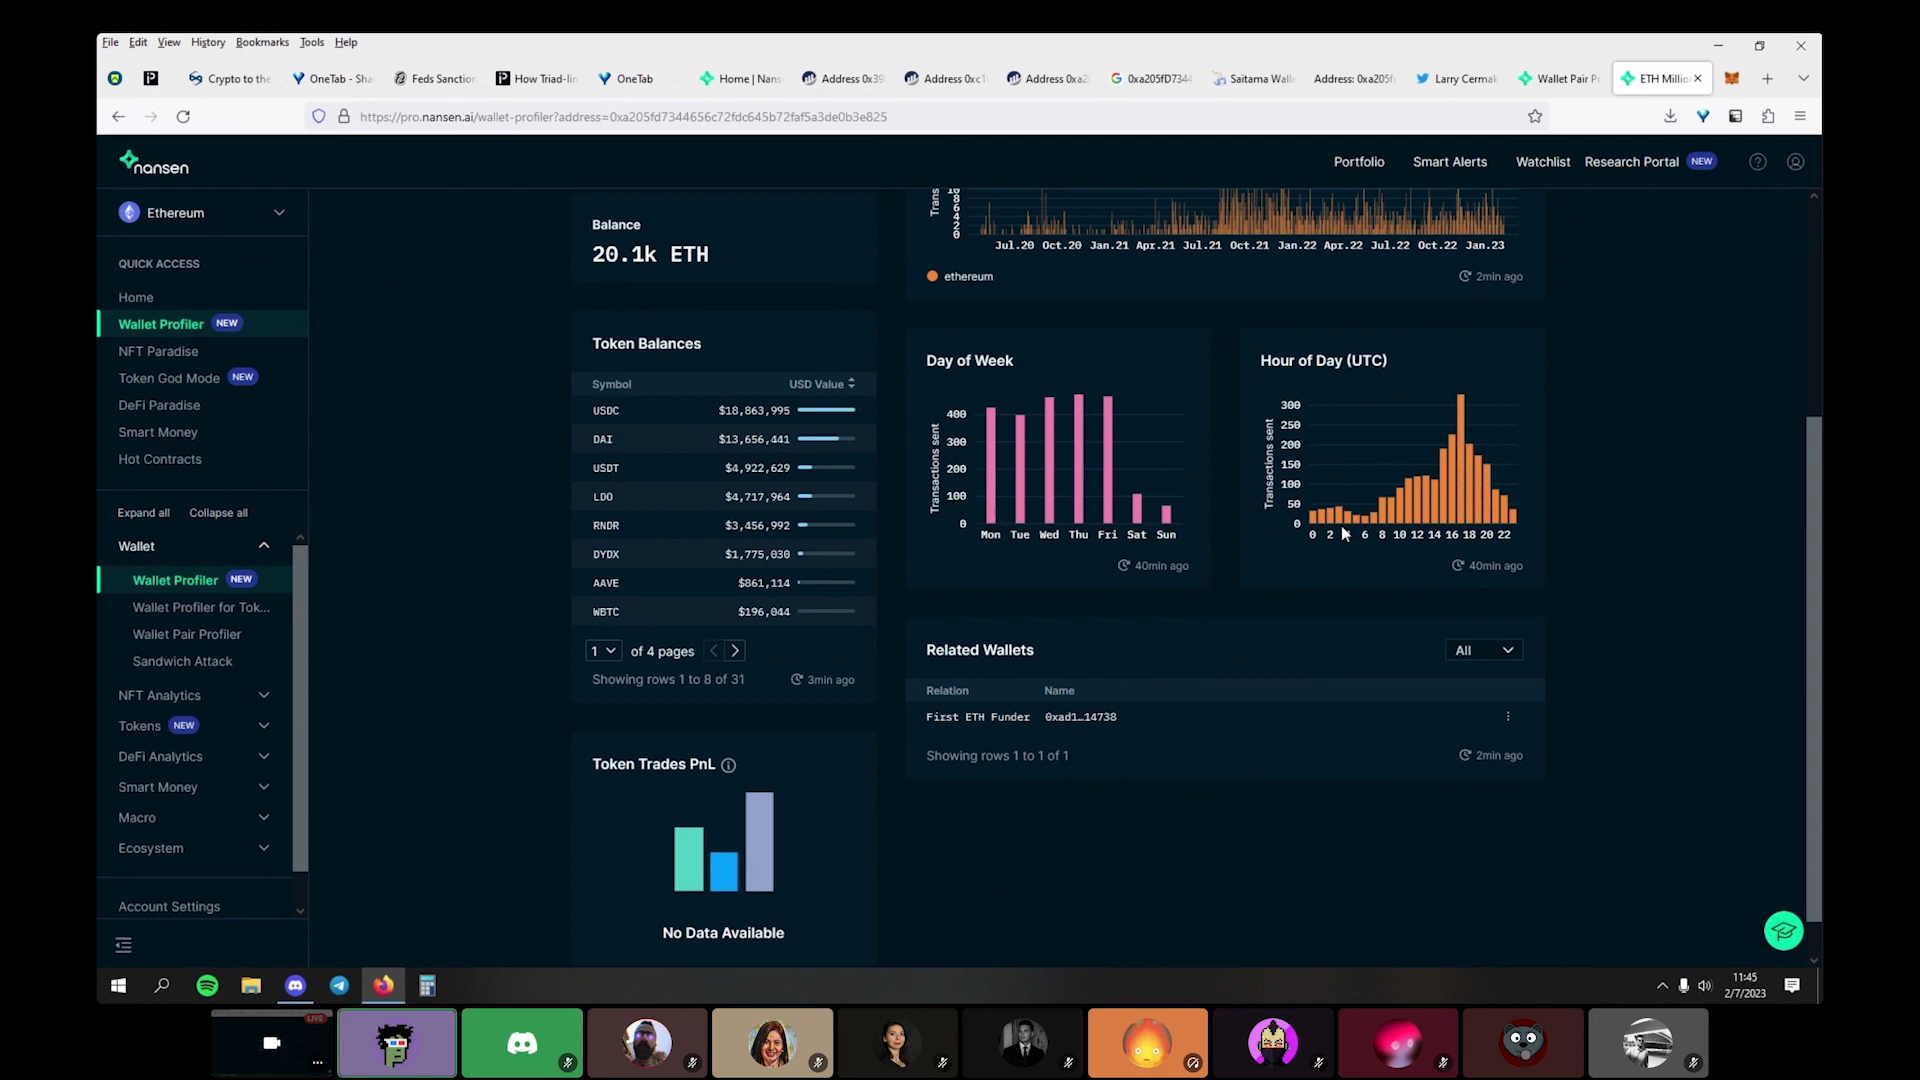 File Edit View History Bookmarks Tools Help
Crypto to the
OneTab - Sha
Feds Sanctio
How Triad-lin
OneTab
Home | Nans
Address 0x39
Address 0xc1
Address 0xa2
0xa205fD7344
Saitama Walle
Address: 0xa205f
Larry Cermak
Wallet Pair P
ETH Millio
https://pro.nansen.ai/wallet-profiler?address=0xa205fd7344656c72fdc645b72faf5a3de0b3e825
nansen
Portfolio
Smart Alerts
Watchlist
Research Portal NEW
Ethereum
QUICK ACCESS
Home
Wallet Profiler NEW
NFT Paradise
Token God Mode NEW
DeFi Paradise
Smart Money
Hot Contracts
Expand all Collapse all
Wallet
Wallet Profiler NEW
Wallet Profiler for Tok...
Wallet Pair Profiler
Sandwich Attack
NFT Analytics
Tokens NEW
DeFi Analytics
Smart Money
Macro
Ecosystem
Account Settings
Balance
20.1k ETH
Token Balances
Symbol USD Value
USDC $18,863,995
DAI $13,656,441
USDT $4,922,629
LDO $4,717,964
RNDR $3,456,992
DYDX $1,775,030
AAVE $861,114
WBTC $196,044
1 of 4 pages
Showing rows 1 to 8 of 31
3min ago
Token Trades PnL
No Data Available
Trans
10
8
6
4
2
0
Jul.20 Oct.20 Jan.21 Apr.21 Jul.21 Oct.21 Jan.22 Apr.22 Jul.22 Oct.22 Jan.23
ethereum
2min ago
Day of Week
Transactions sent
400
300
200
100
0
Mon Tue Wed Thu Fri Sat Sun
40min ago
Hour of Day (UTC)
Transactions sent
300
250
200
150
100
50
0
0 2 6 8 10 12 14 16 18 20 22
40min ago
Related Wallets
All
Relation Name
First ETH Funder 0xad1…14738
Showing rows 1 to 1 of 1
2min ago
11:45
2/7/2023
LIVE